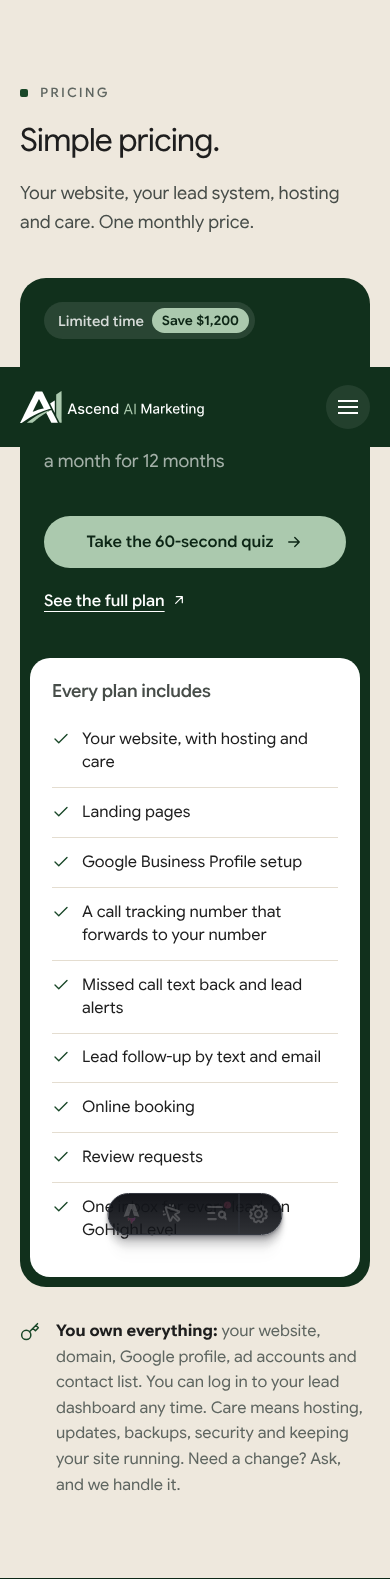 PRICING
Simple pricing.
Your website, your lead system, hosting
and care. One monthly price.
Limited time Save $1,200
Ascend AI Marketing
a month for 12 months
Take the 60-second quiz →
See the full plan ↗
Every plan includes
Your website, with hosting and
care
Landing pages
Google Business Profile setup
A call tracking number that
forwards to your number
Missed call text back and lead
alerts
Lead follow-up by text and email
Online booking
Review requests
One
GoHighLevel
You own everything: your website,
domain, Google profile, ad accounts and
contact list. You can log in to your lead
dashboard any time. Care means hosting,
updates, backups, security and keeping
your site running. Need a change? Ask,
and we handle it.